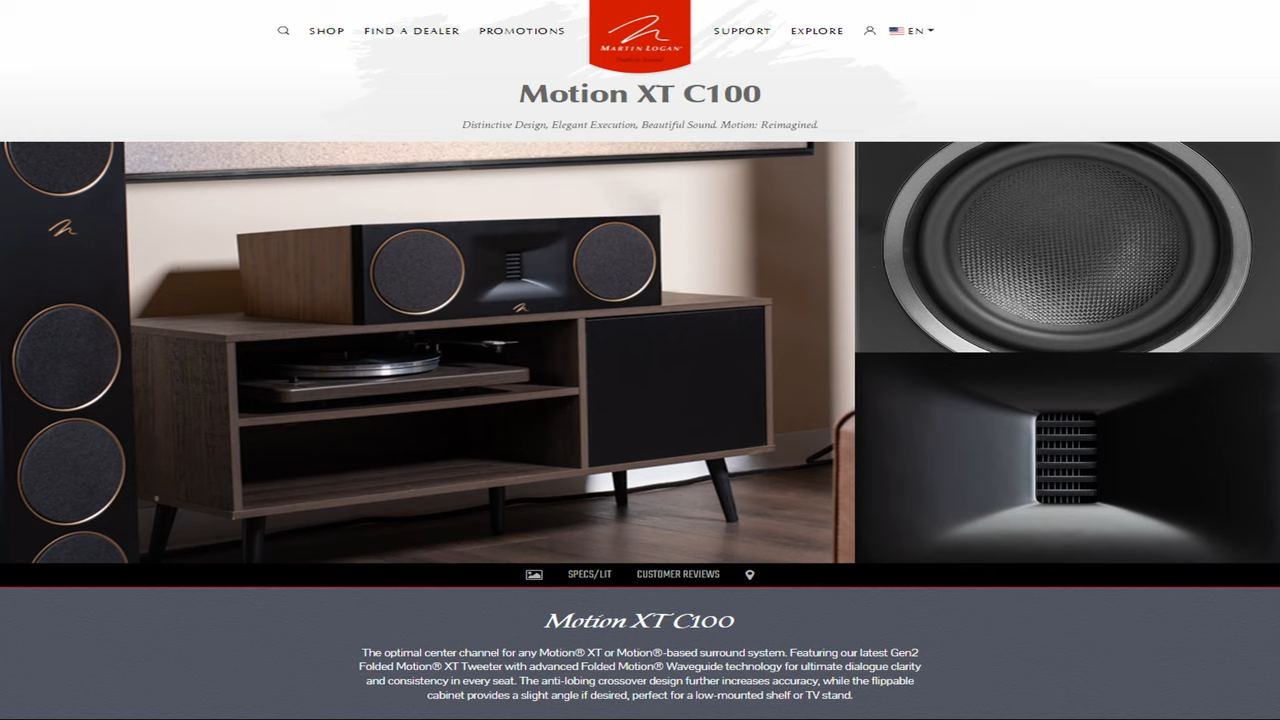 SHOP FIND A DEALER PROMOTIONS
MARTIN LOGAN®
SUPPORT EXPLORE EN
Motion XT C100
Distinctive Design, Elegant Execution, Beautiful Sound. Motion: Reimagined.
SPECS/LIT CUSTOMER REVIEWS
Motion XT C100
The optimal center channel for any Motion® XT or Motion®-based surround system. Featuring our latest Gen2
Folded Motion® XT Tweeter with advanced Folded Motion® Waveguide technology for ultimate dialogue clarity
and consistency in every seat. The anti-lobing crossover design further increases accuracy, while the flippable
cabinet provides a slight angle if desired, perfect for a low-mounted shelf or TV stand.